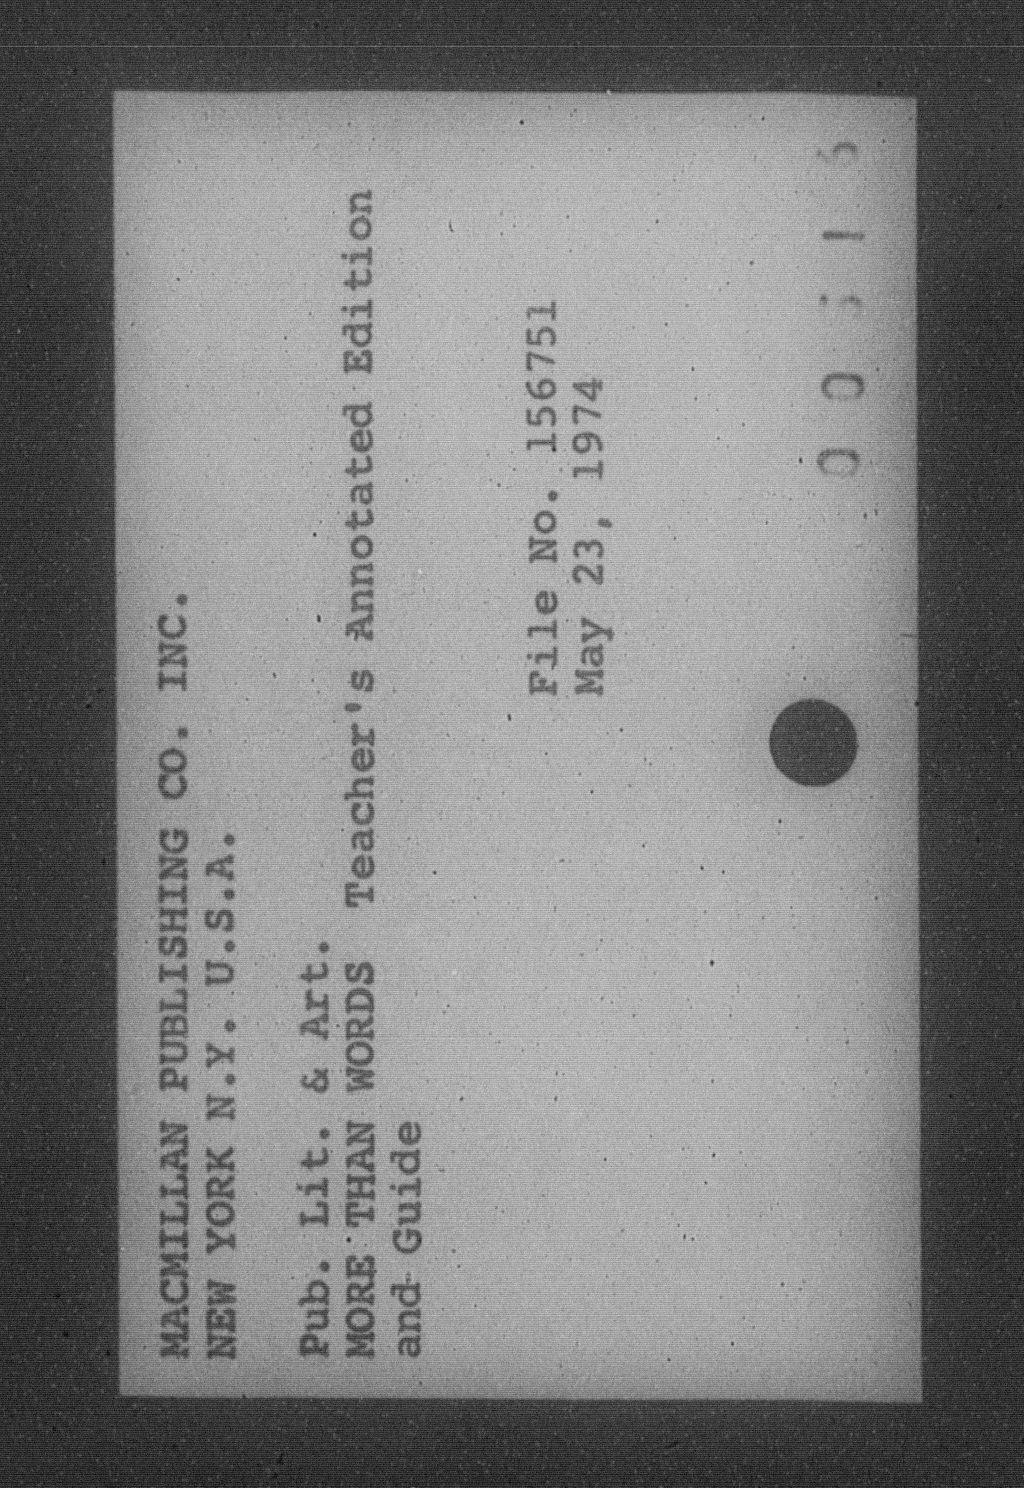 MACMILLAN PUBLISHING CO. INC.
NEW YORK N.Y. U.S.A.
Pub. Lit. & Art.
MORE THAN WORDS Teacher's Annotated Edition
and Guide
File No. 156751
May 23, 1974